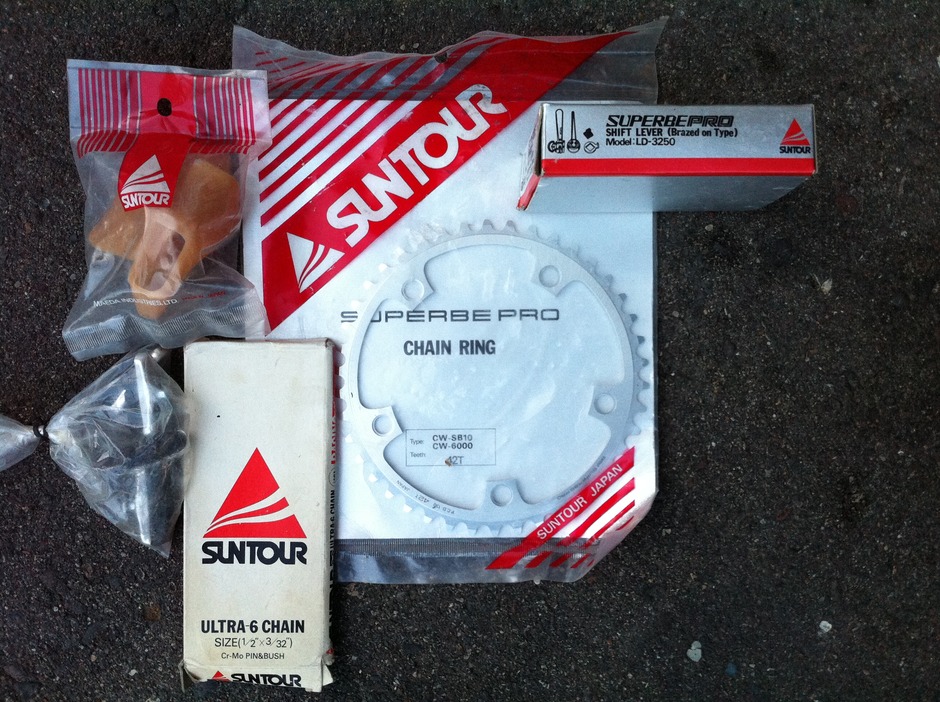 SUNTOUR
MAEDA INDUSTRIES, LTD.
SUNTOUR
SUPERBE PRO
CHAIN RING
Type: CW-SB10
CW-6000
Teeth: 42T
SUNTOUR JAPAN
SUPERBE PRO
SHIFT LEVER (Brazed on Type)
Model: LD-3250
SUNTOUR
SUNTOUR
ULTRA-6 CHAIN
SIZE(1/2"×3/32")
Cr-Mo PIN&BUSH
SUNTOUR